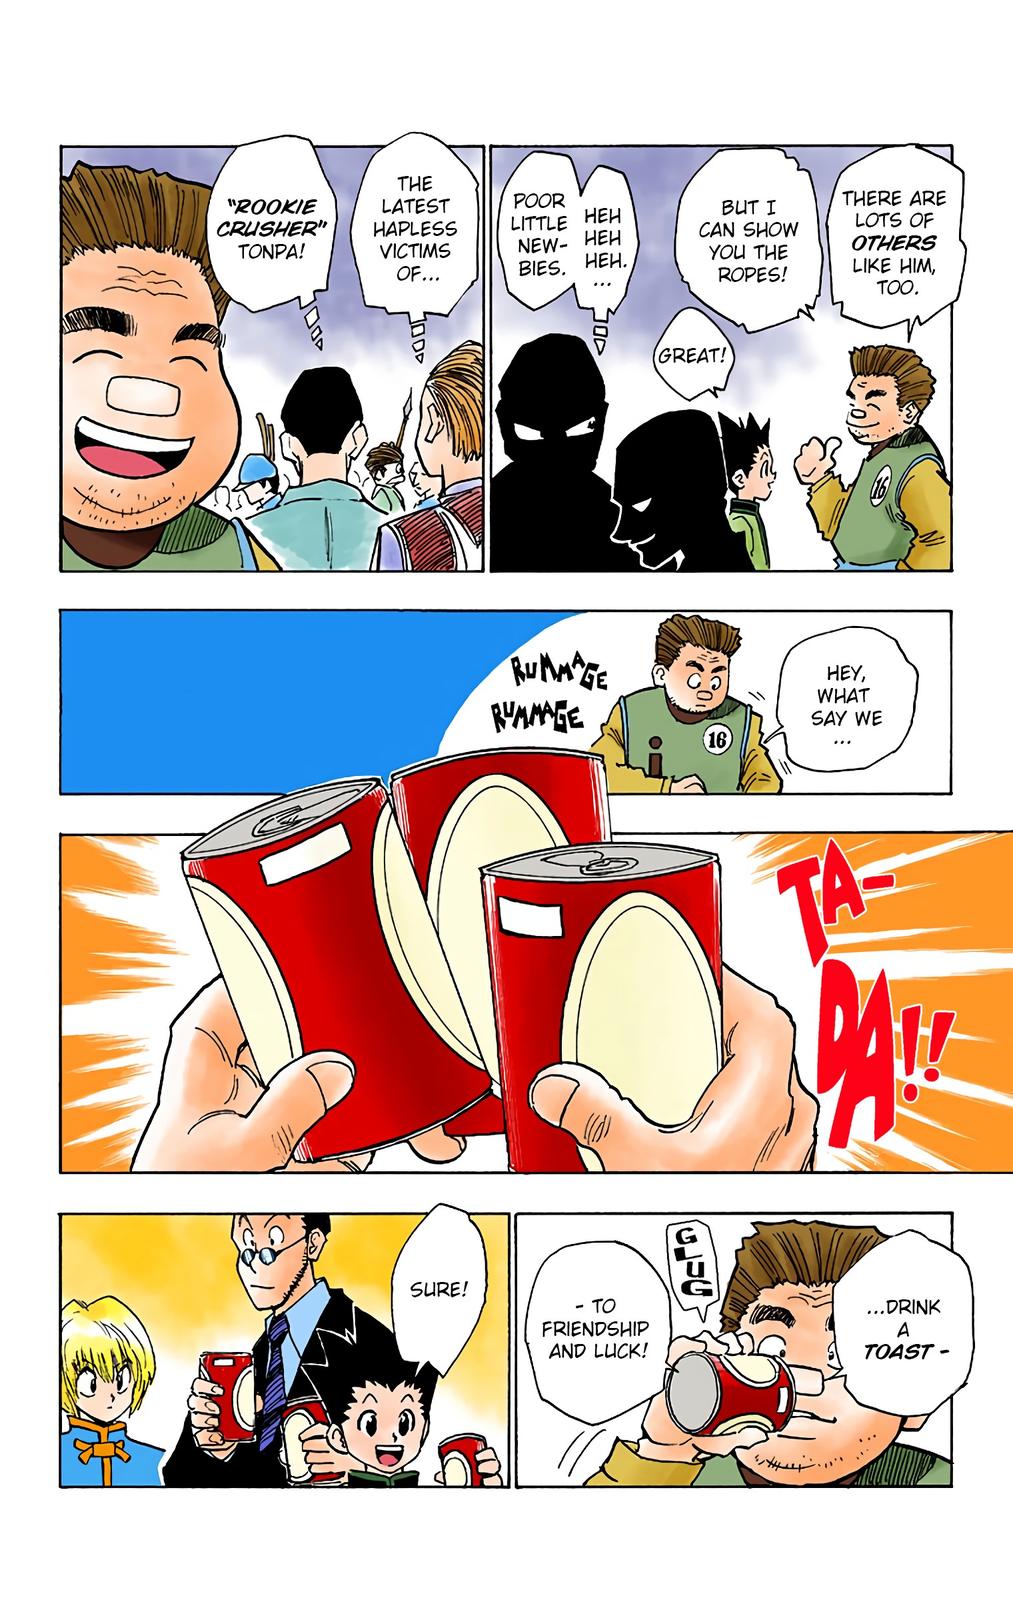 THERE ARE
LOTS OF
OTHERS
LIKE HIM,
TOO.
16
BUT I
CAN SHOW
YOU THE
ROPES!
GREAT!
HEH
HEH
HEH.
...
POOR
LITTLE
NEW-
BIES.
THE
LATEST
HAPLESS
VICTIMS
OF...
"ROOKIE
CRUSHER"
TONPA!
HEY,
WHAT
SAY WE
...
16
RUMMAGE
RUMMAGE
TA-
DA!!
...DRINK
A
TOAST -
GLUG
- TO
FRIENDSHIP
AND LUCK!
SURE!